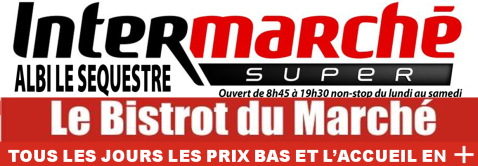 InterMarché
ALBI LE SEQUESTRE
SUPER
Ouvert de 8h45 à 19h30 non-stop du lundi au samedi
Le Bistrot du Marché
TOUS LES JOURS LES PRIX BAS ET L'ACCUEIL EN +